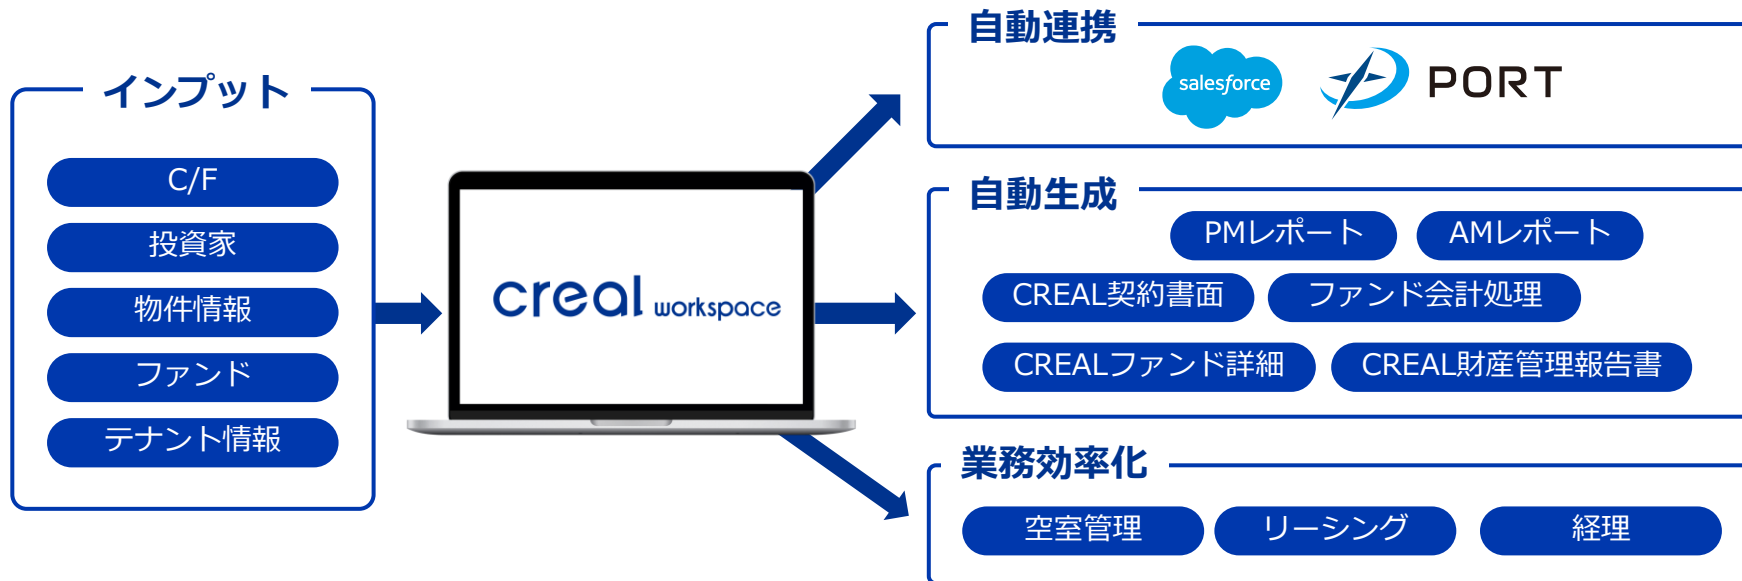 インプット
C/F
投資家
物件情報
ファンド
テナント情報
creal workspace
自動連携
salesforce
PORT
自動生成
PMレポート
AMレポート
CREAL契約書面
ファンド会計処理
CREALファンド詳細
CREAL財産管理報告書
業務効率化
空室管理
リーシング
経理